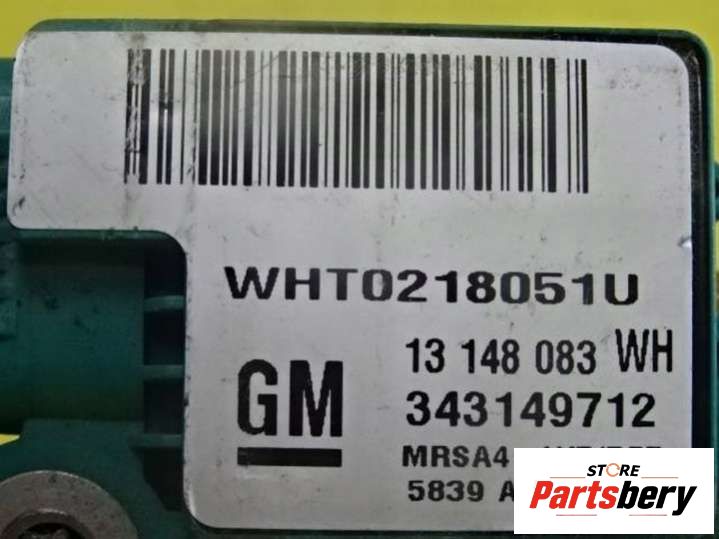 WHT0218051U
13 148 083 WH
GM 343149712
MRSA4
5839 A
STORE
Partsbery